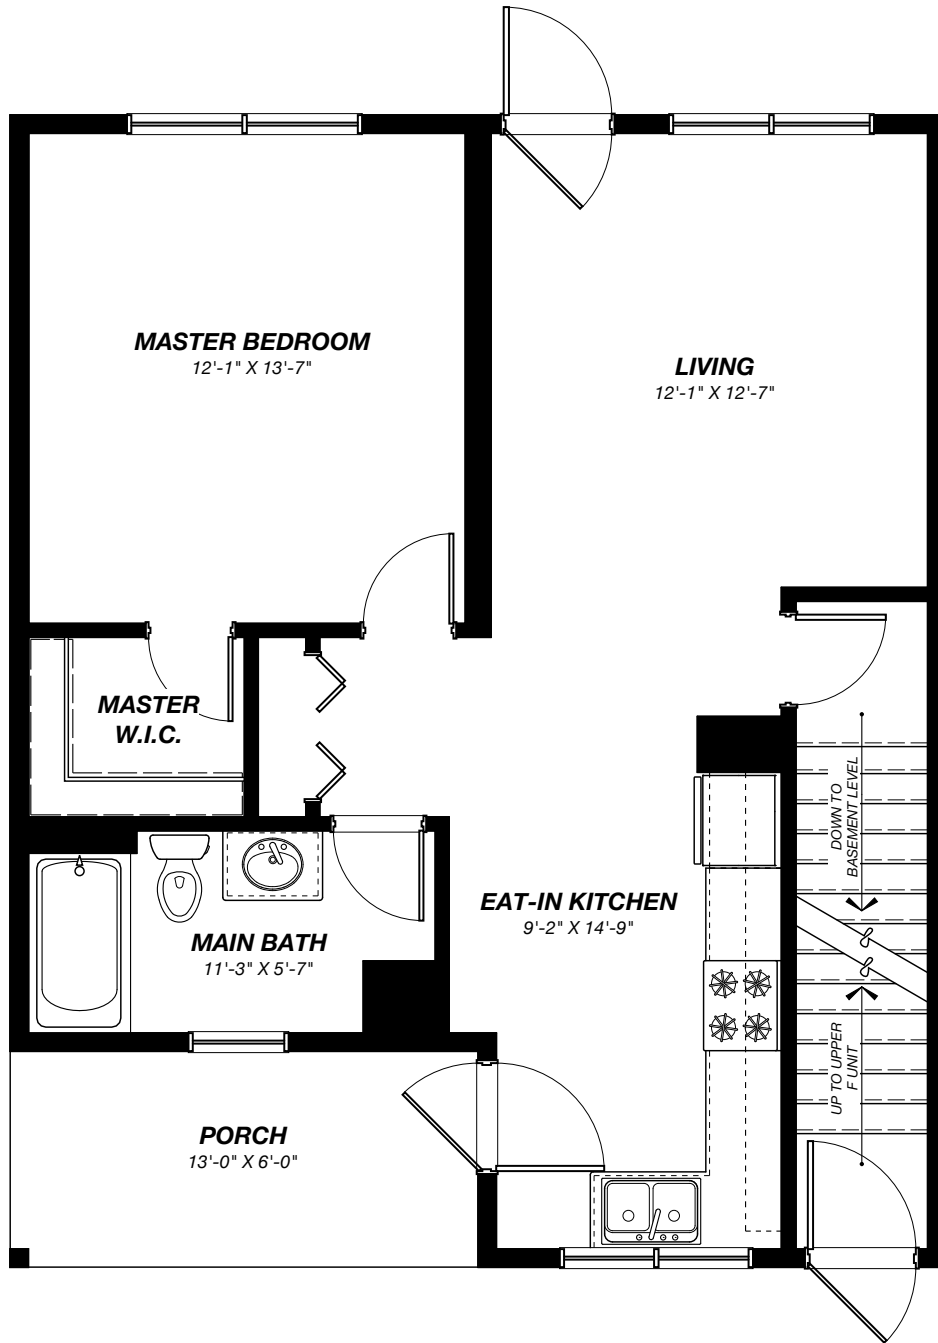 MASTER BEDROOM
12'-1" X 13'-7"
LIVING
12'-1" X 12'-7"
MASTER
W.I.C.
DOWN TO
BASEMENT LEVEL
EAT-IN KITCHEN
9'-2" X 14'-9"
MAIN BATH
11'-3" X 5'-7"
UP TO UPPER
F UNIT
PORCH
13'-0" X 6'-0"